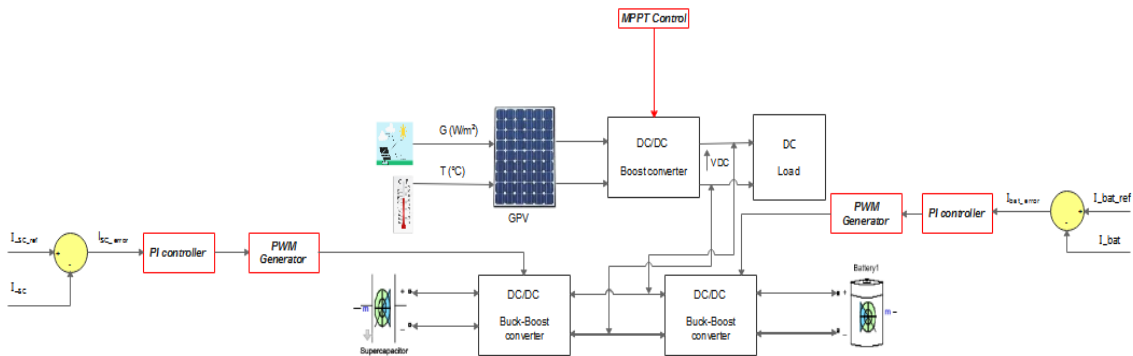 MPPT Control
G (W/m²)
T (°C)
GPV
DC/DC
Boost converter
VDC
DC
Load
PWM
Generator
PI controller
I_bat_error
I_bat_ref
I_bat
+
-
I_sc_ref
I_sc
+
-
I_sc_error
PI controller
PWM
Generator
m
+
–
Supercapacitor
DC/DC
Buck-Boost
converter
DC/DC
Buck-Boost
converter
Battery1
+
m
–